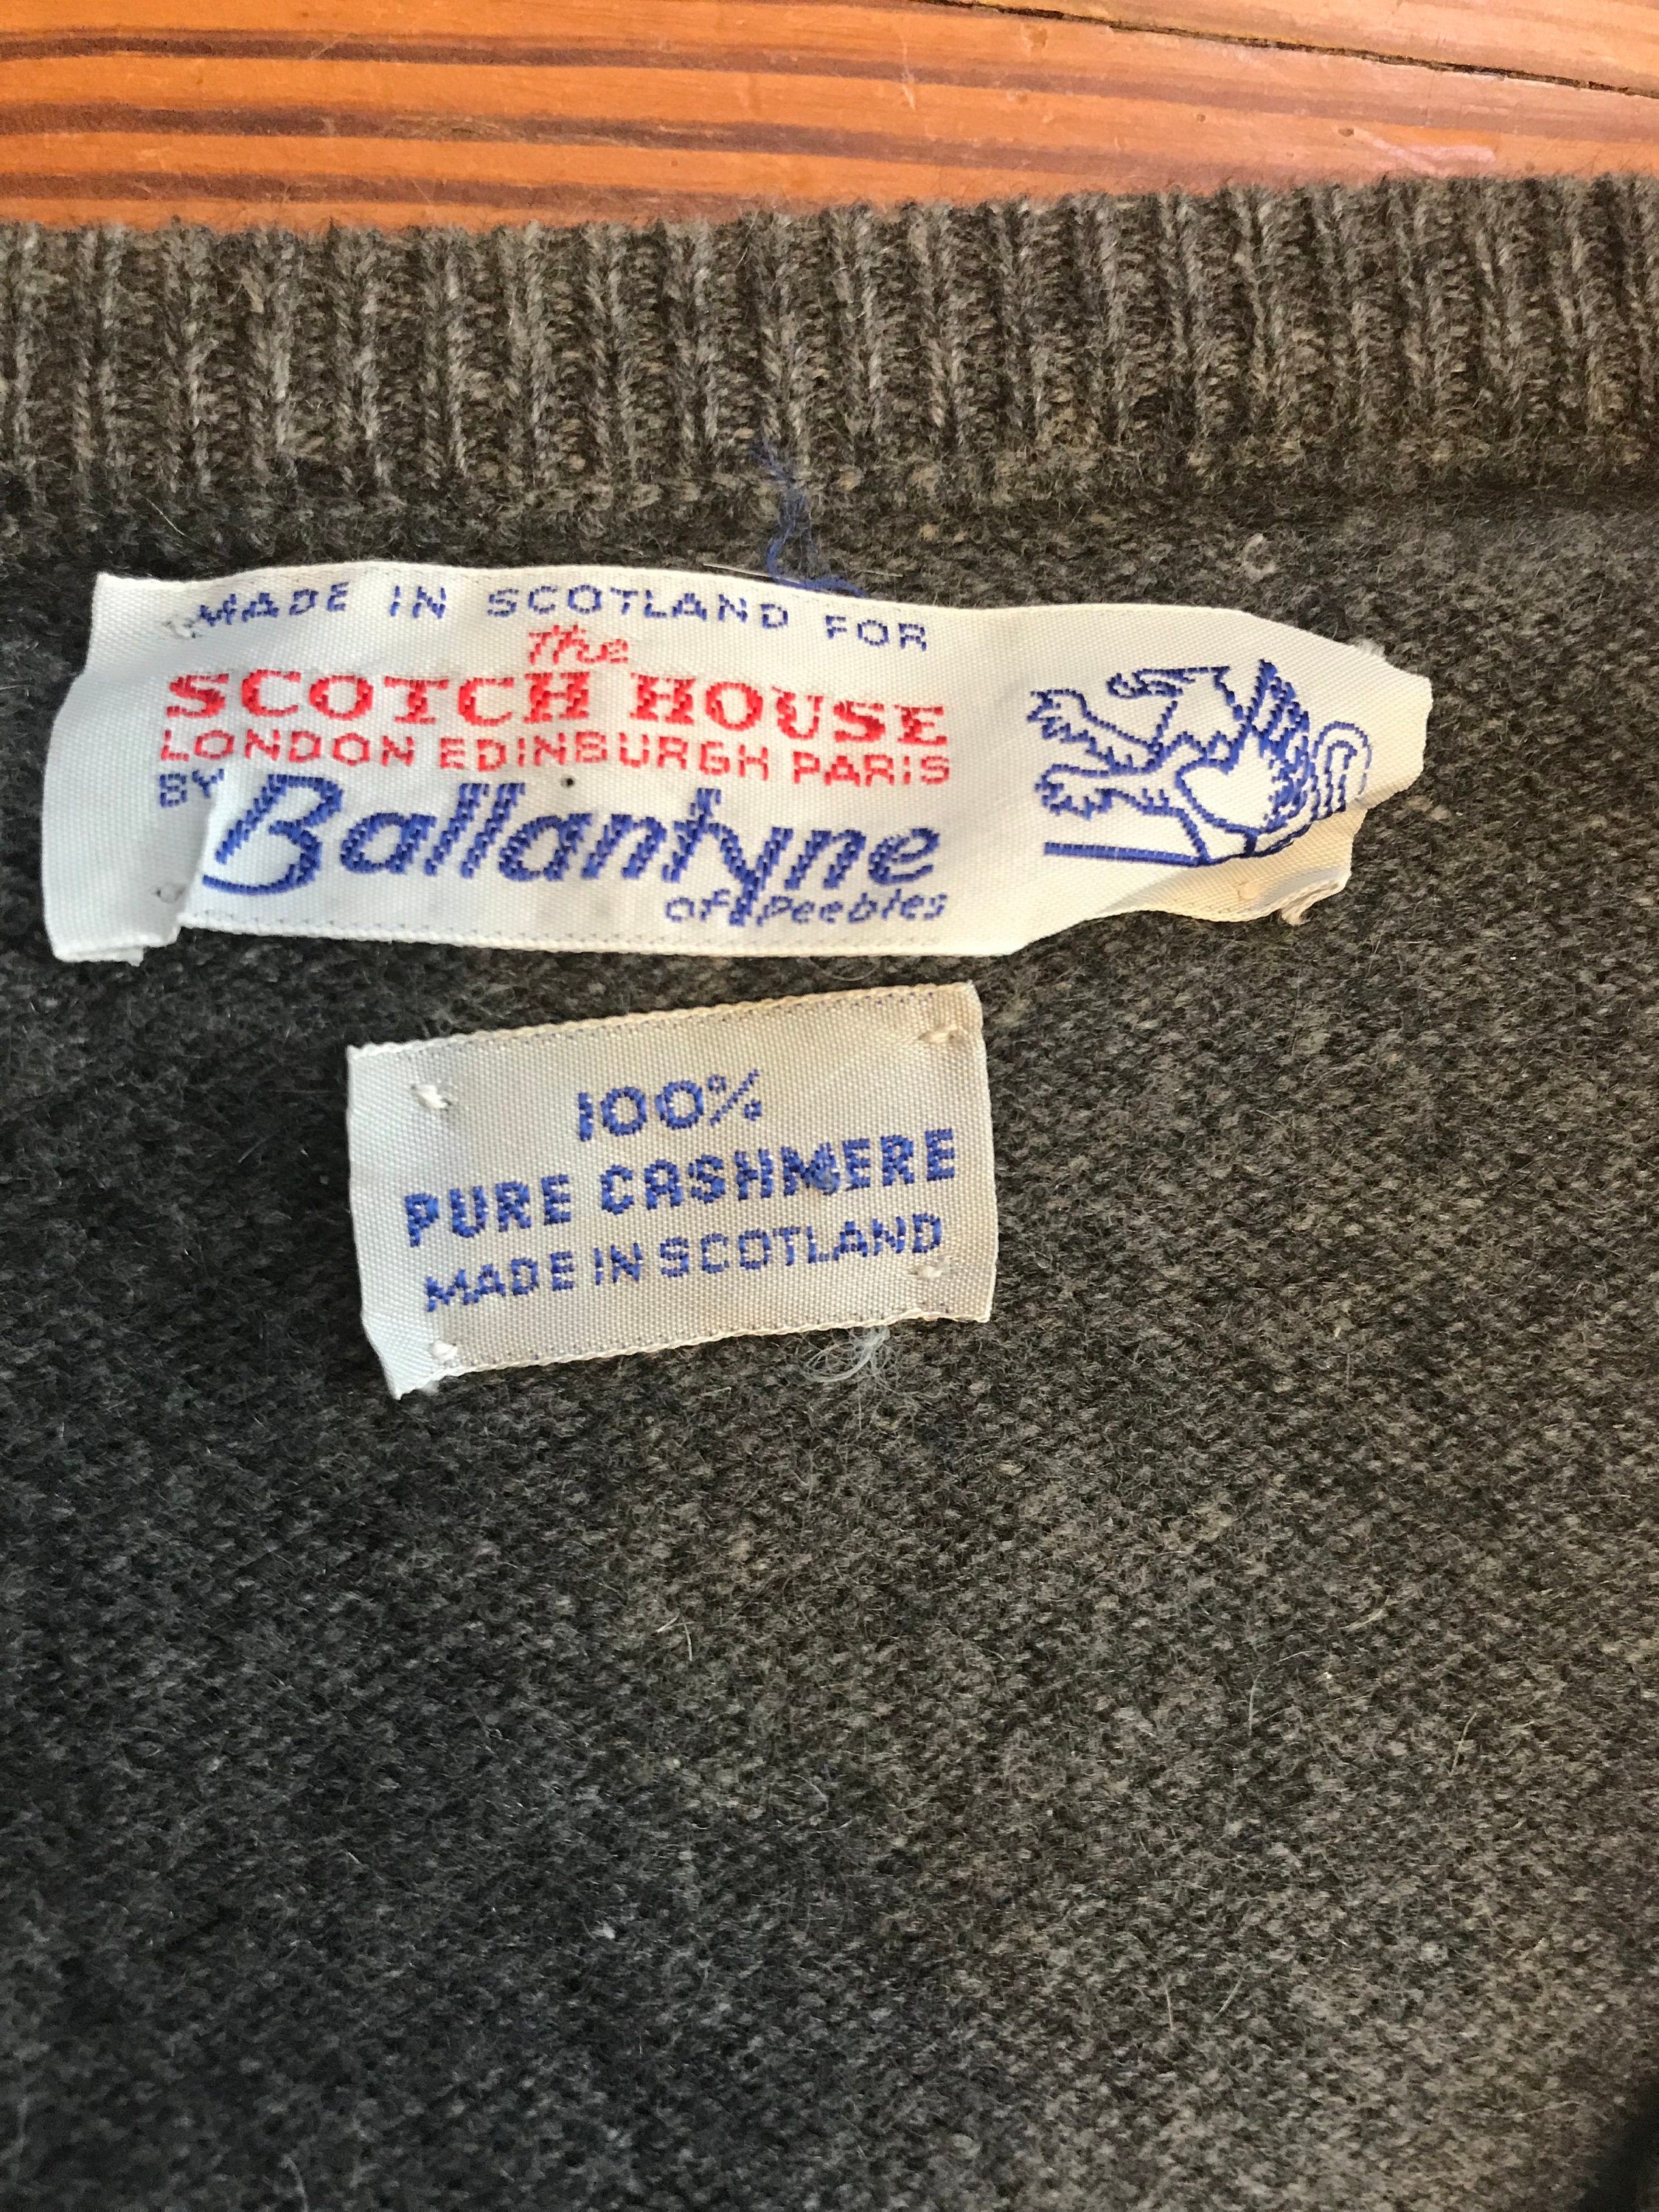 MADE IN SCOTLAND FOR
The
SCOTCH HOUSE
LONDON EDINBURGH PARIS
BY Ballantyne
of Peebles
100%
PURE CASHMERE
MADE IN SCOTLAND